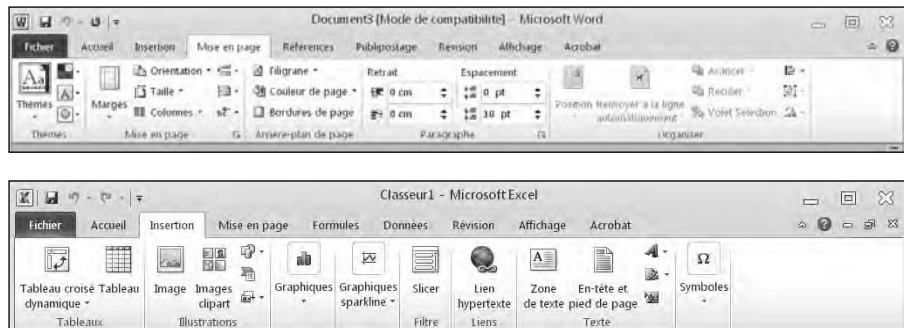 Document3 [Mode de compatibilité] - Microsoft Word
Fichier Accueil Insertion Mise en page Références Publipostage Révision Affichage Acrobat
Aa Orientation Filigrane Retrait Espacement Avancer
Thèmes Marges Taille Couleur de page 0 cm 0 pt Position Renvoyer à la ligne automatiquement Reculer
Colonnes Bordures de page 0 cm 10 pt Volet Sélection
Thèmes Mise en page Arrière-plan de page Paragraphe Organiser
Classeur1 - Microsoft Excel
Fichier Accueil Insertion Mise en page Formules Données Révision Affichage Acrobat
Tableau croisé Tableau Image Images Graphiques Graphiques Slicer Lien Zone En-tête et Symboles
dynamique clipart sparkline hypertexte de texte pied de page
Tableaux Illustrations Filtre Liens Texte